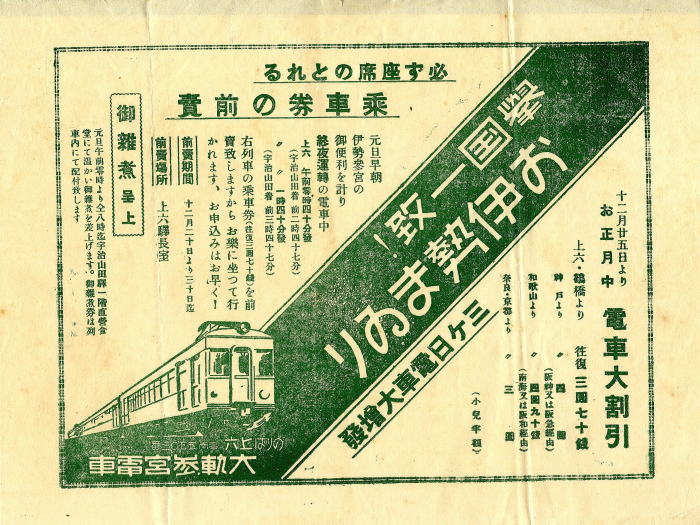 十二月廿五日より
お正月中
電車大割引
上六・鶴橋より 往復 三圓七十錢
神戸より 〃 四圓
(阪神又は阪急經由)
和歌山より 〃 四圓九十錢
(南海又は阪和經由)
奈良・京都より 〃 三圓
(小兒半額)
擧国一致!
お伊勢まゐり
三ケ日電車大增發
必ず座席のとれる
乘車券の前賣
元旦早朝
伊勢參宮の
御便利を計り
終夜運轉の電車中
上六 午前零時四十分發
(宇治山田着 前二時四十七分)
〃 〃 一時四十分發
(宇治山田着 前三時四十七分)
右列車の乘車券(往復三圓七十錢)を前
賣致しますから お樂に坐つて行
かれます、お申込みはお早く!
前賣期間 十二月二十日より三十日迄
前賣場所 上六驛長室
御雜煮呈上
元旦午前零時より仝八時迄宇治山田驛一階直營食
堂にて温かい御雜煮を差上げます。御雜煮券は列
車内にて配付致します
のりば上六
大軌參宮電車